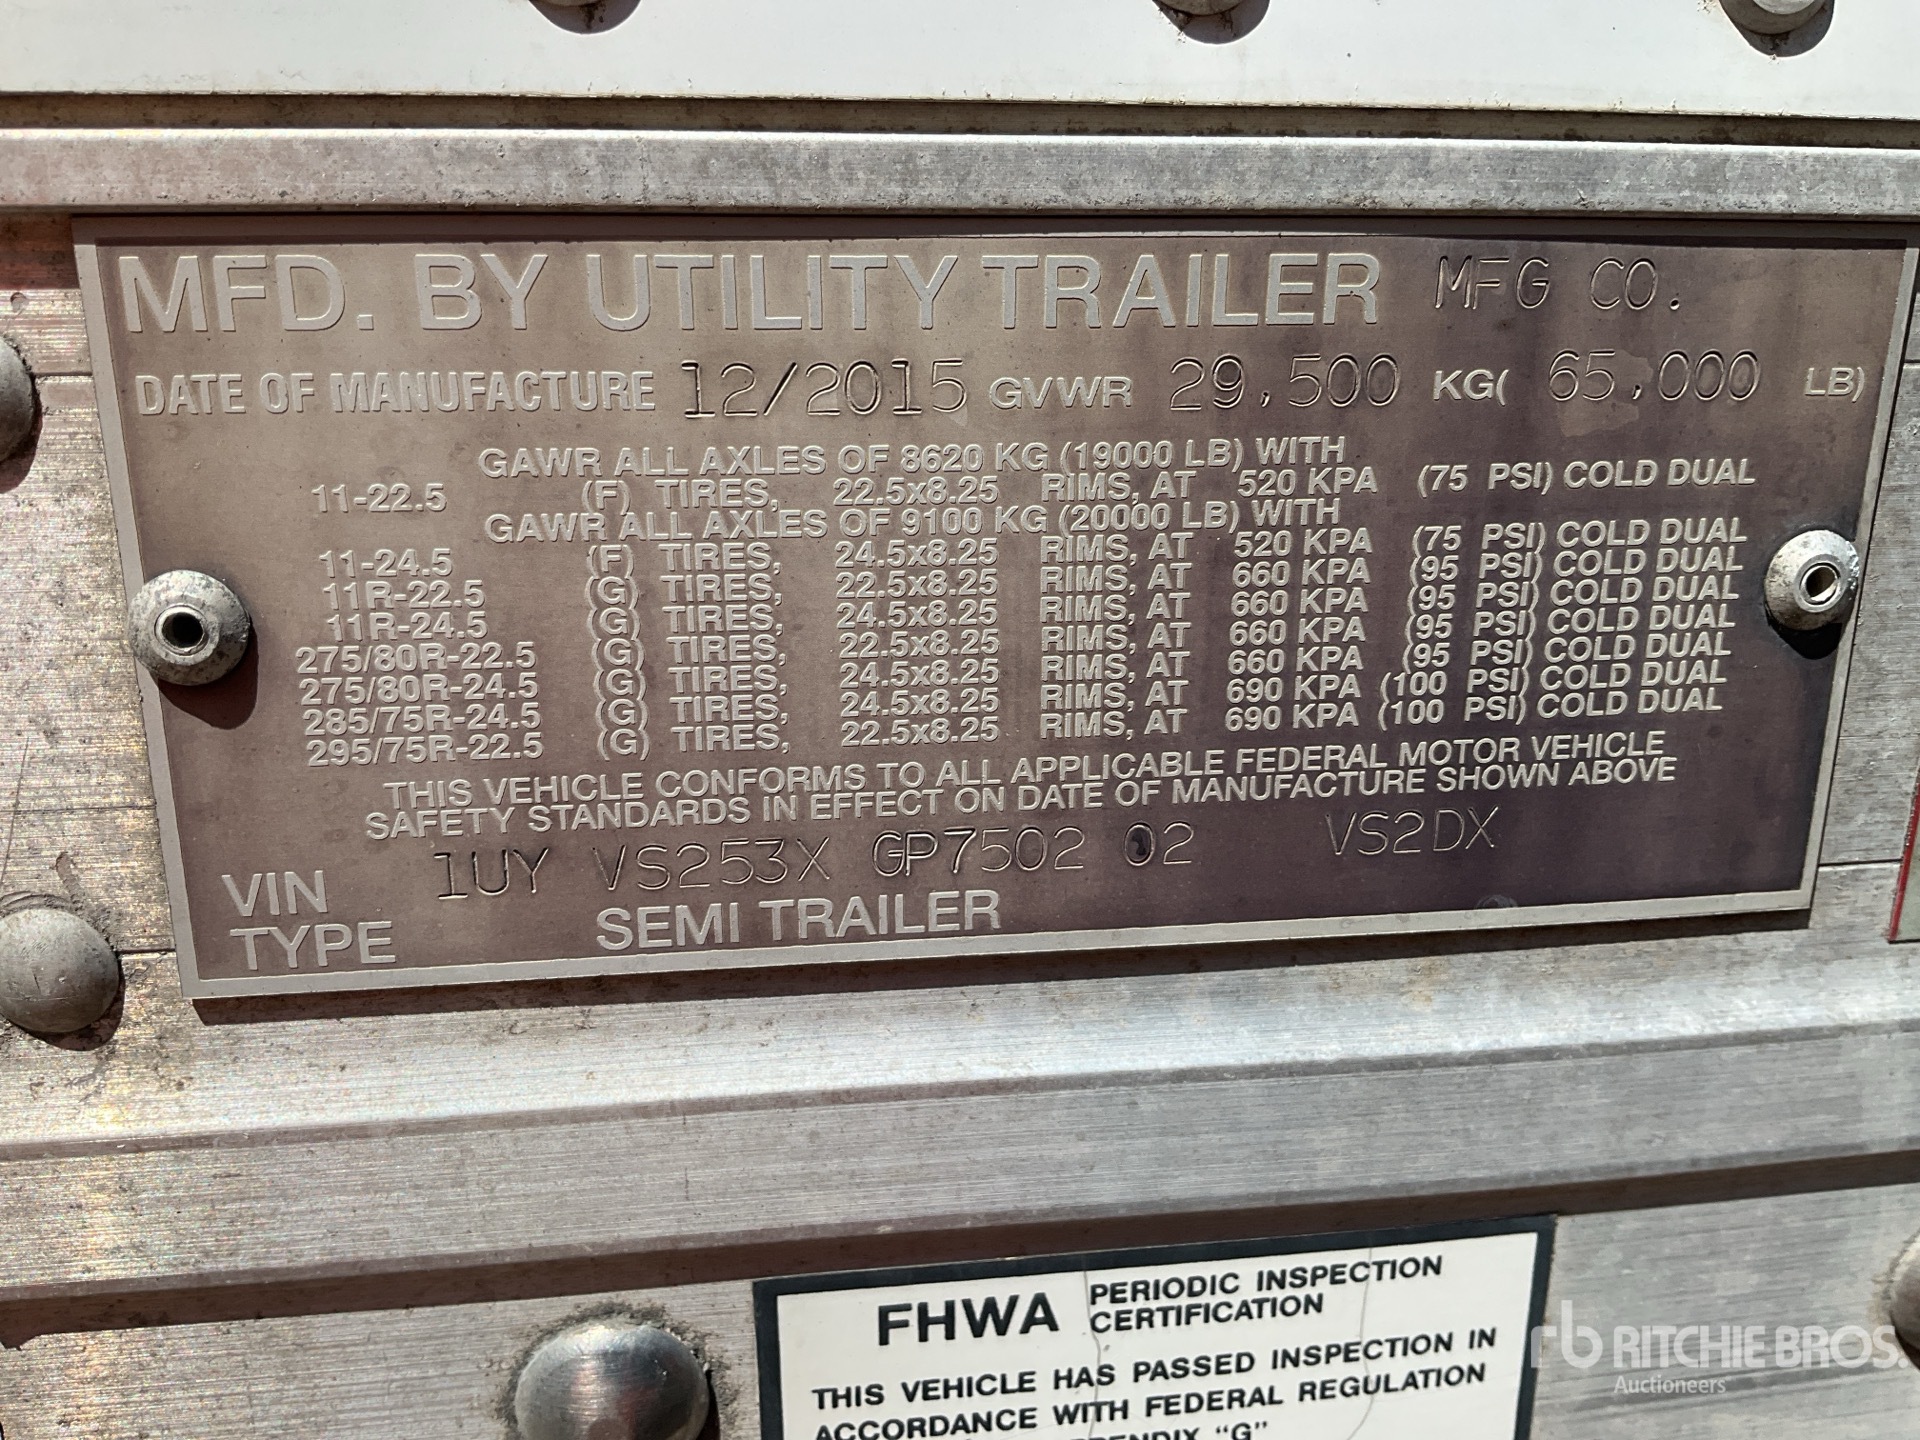 MFD. BY UTILITY TRAILER MFG CO.
DATE OF MANUFACTURE 12/2015 GVWR 29,500 KG( 65,000 LB)
GAWR ALL AXLES OF 8620 KG (19000 LB) WITH
11-22.5 (F) TIRES, 22.5x8.25 RIMS, AT 520 KPA (75 PSI) COLD DUAL
GAWR ALL AXLES OF 9100 KG (20000 LB) WITH
11-24.5 (F) TIRES, 24.5x8.25 RIMS, AT 520 KPA (75 PSI) COLD DUAL
11R-22.5 (G) TIRES, 22.5x8.25 RIMS, AT 660 KPA (95 PSI) COLD DUAL
11R-24.5 (G) TIRES, 24.5x8.25 RIMS, AT 660 KPA (95 PSI) COLD DUAL
275/80R-22.5 (G) TIRES, 22.5x8.25 RIMS, AT 660 KPA (95 PSI) COLD DUAL
275/80R-24.5 (G) TIRES, 24.5x8.25 RIMS, AT 660 KPA (95 PSI) COLD DUAL
285/75R-24.5 (G) TIRES, 24.5x8.25 RIMS, AT 690 KPA (100 PSI) COLD DUAL
295/75R-22.5 (G) TIRES, 22.5x8.25 RIMS, AT 690 KPA (100 PSI) COLD DUAL
THIS VEHICLE CONFORMS TO ALL APPLICABLE FEDERAL MOTOR VEHICLE
SAFETY STANDARDS IN EFFECT ON DATE OF MANUFACTURE SHOWN ABOVE
VIN 1UY VS253X GP7502 02 VS2DX
TYPE SEMI TRAILER
FHWA PERIODIC INSPECTION
CERTIFICATION
THIS VEHICLE HAS PASSED INSPECTION IN
ACCORDANCE WITH FEDERAL REGULATION
"G"
rb RITCHIE BROS.
Auctioneers